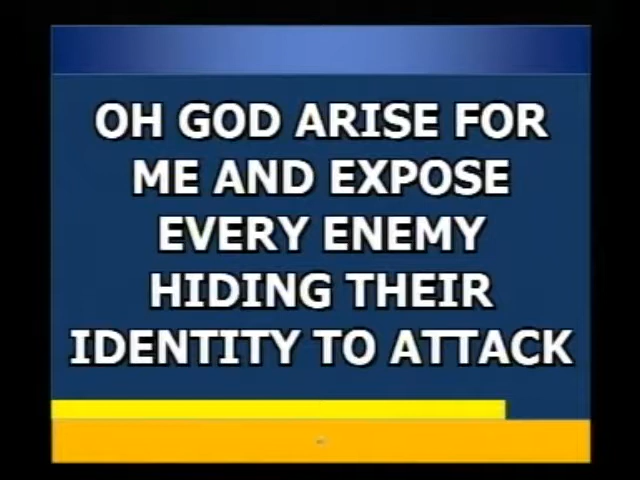 OH GOD ARISE FOR
ME AND EXPOSE
EVERY ENEMY
HIDING THEIR
IDENTITY TO ATTACK